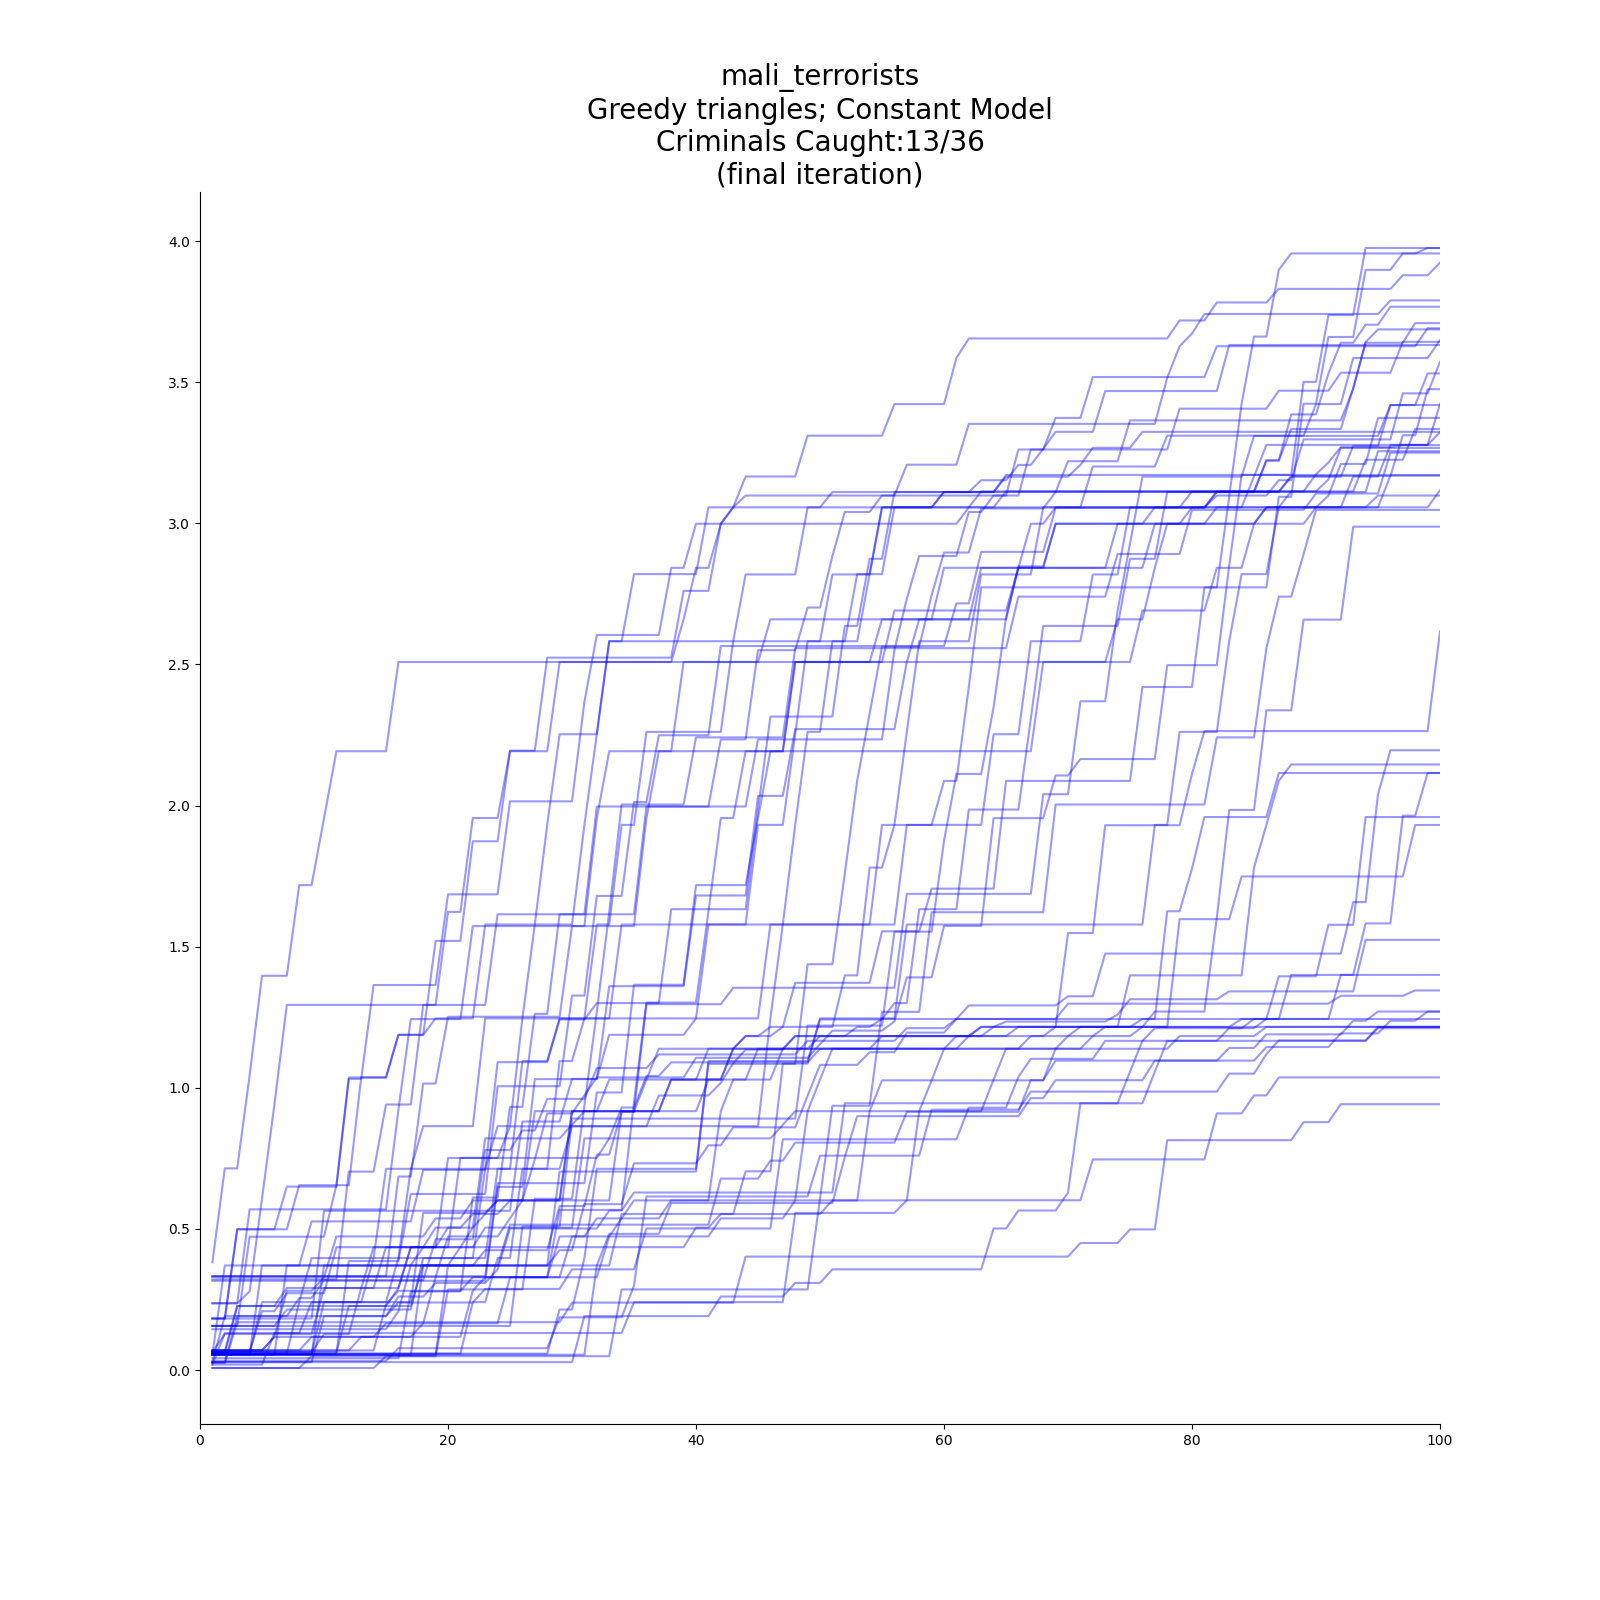 mali_terrorists
Greedy triangles; Constant Model
Criminals Caught:13/36
(final iteration)
4.0
3.5
3.0
2.5
2.0
1.5
1.0
0.5
0.0
0 20 40 60 80 100